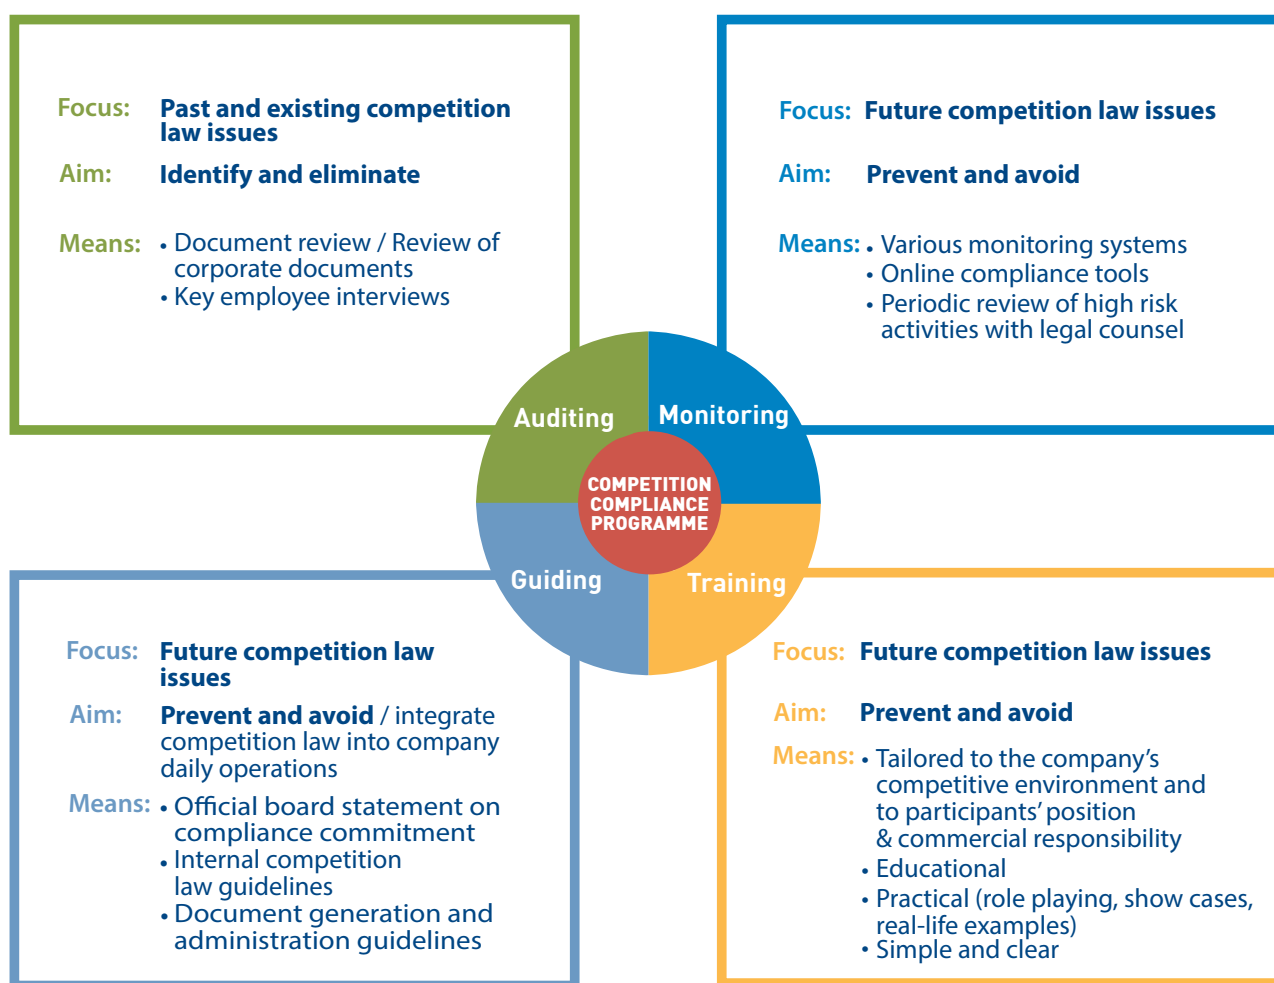 Focus: Past and existing competition
law issues
Aim: Identify and eliminate
Means: • Document review / Review of
corporate documents
• Key employee interviews
Focus: Future competition law issues
Aim: Prevent and avoid
Means: • Various monitoring systems
• Online compliance tools
• Periodic review of high risk
activities with legal counsel
Auditing
Monitoring
COMPETITION
COMPLIANCE
PROGRAMME
Guiding
Training
Focus: Future competition law
issues
Aim: Prevent and avoid / integrate
competition law into company
daily operations
Means: • Official board statement on
compliance commitment
• Internal competition
law guidelines
• Document generation and
administration guidelines
Focus: Future competition law issues
Aim: Prevent and avoid
Means: • Tailored to the company's
competitive environment and
to participants' position
& commercial responsibility
• Educational
• Practical (role playing, show cases,
real-life examples)
• Simple and clear